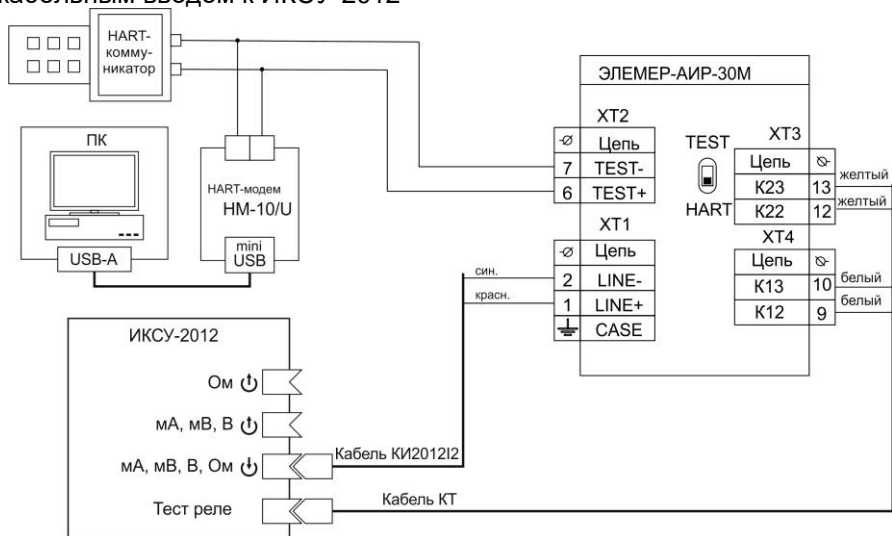 кабельным вводом к ИКСУ-2012
HART-
комму-
никатор
ПК
USB-A
HART-модем
HM-10/U
mini
USB
ЭЛЕМЕР-АИР-30М
XT2
Цепь
7 TEST-
6 TEST+
XT1
Цепь
2 LINE-
1 LINE+
CASE
TEST
HART
XT3
Цепь
K23 13 желтый
K22 12 желтый
XT4
Цепь
K13 10 белый
K12 9 белый
син.
красн.
ИКСУ-2012
Ом
мА, мВ, В
мА, мВ, В, Ом
Тест реле
Кабель КИ2012I2
Кабель КТ